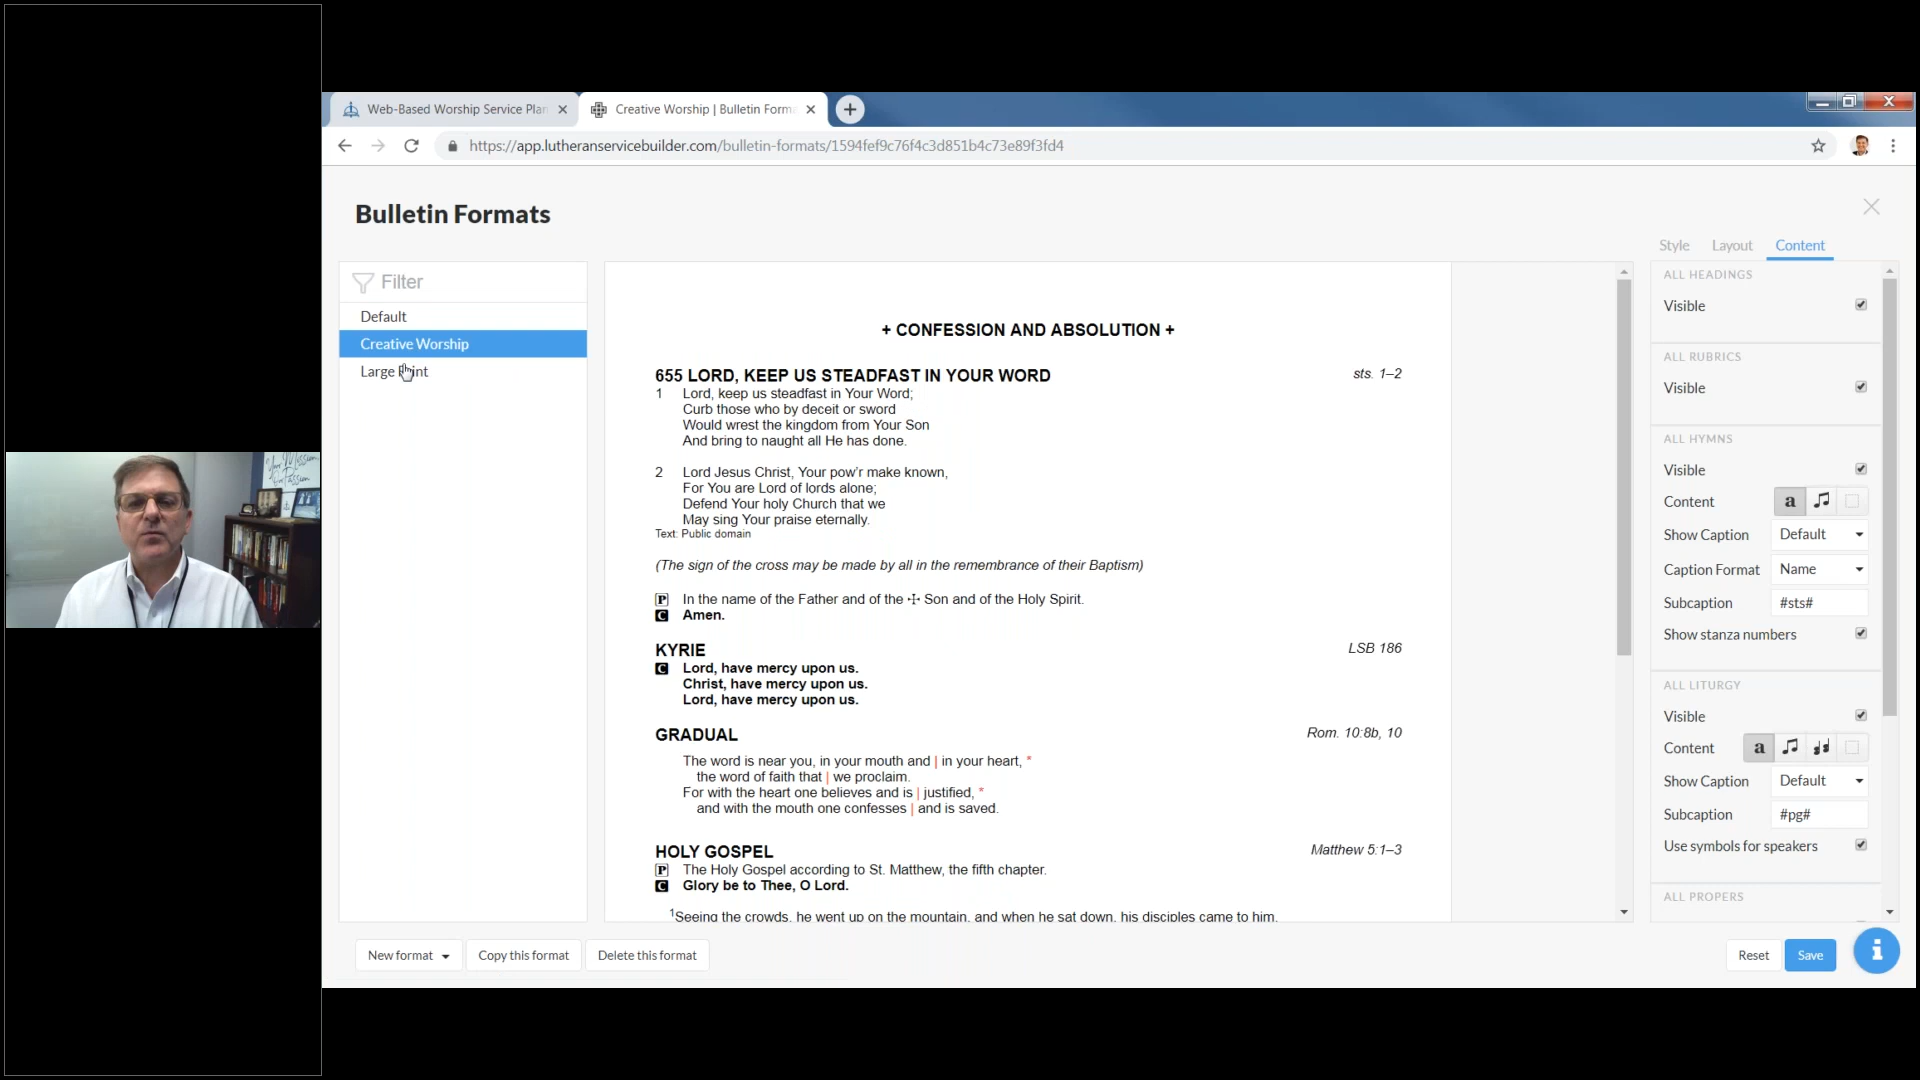 Web-Based Worship Service Plan
Creative Worship | Bulletin Form
https://app.lutheranservicebuilder.com/bulletin-formats/1594fef9c76f4c3d851b4c73e89f3fd4
Bulletin Formats
Style Layout Content
Filter
Default
Creative Worship
Large Print
+ CONFESSION AND ABSOLUTION +
655 LORD, KEEP US STEADFAST IN YOUR WORD sts. 1–2
1 Lord, keep us steadfast in Your Word;
Curb those who by deceit or sword
Would wrest the kingdom from Your Son
And bring to naught all He has done.
2 Lord Jesus Christ, Your pow'r make known,
For You are Lord of lords alone;
Defend Your holy Church that we
May sing Your praise eternally.
Text: Public domain
(The sign of the cross may be made by all in the remembrance of their Baptism)
P In the name of the Father and of the ☩ Son and of the Holy Spirit.
C Amen.
KYRIE LSB 186
C Lord, have mercy upon us.
Christ, have mercy upon us.
Lord, have mercy upon us.
GRADUAL Rom. 10:8b, 10
The word is near you, in your mouth and | in your heart, *
the word of faith that | we proclaim.
For with the heart one believes and is | justified, *
and with the mouth one confesses | and is saved.
HOLY GOSPEL Matthew 5:1–3
P The Holy Gospel according to St. Matthew, the fifth chapter.
C Glory be to Thee, O Lord.
1Seeing the crowds, he went up on the mountain, and when he sat down, his disciples came to him.
ALL HEADINGS
Visible
ALL RUBRICS
Visible
ALL HYMNS
Visible
Content a
Show Caption Default
Caption Format Name
Subcaption #sts#
Show stanza numbers
ALL LITURGY
Visible
Content a
Show Caption Default
Subcaption #pg#
Use symbols for speakers
ALL PROPERS
New format Copy this format Delete this format
Reset Save i
Your Mission
Our Passion